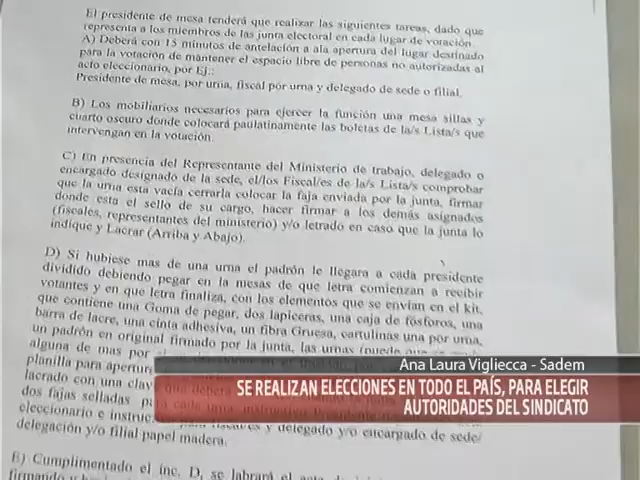 El presidente de mesa tendrá que realizar las siguientes tareas, dado que
representa a los miembros de las junta electoral en cada lugar de votación.
A) Deberá con 15 minutos de antelación a ala apertura del lugar destinado
para la votación de mantener el espacio libre de personas no autorizadas al
acto eleccionario, por Ej.:
Presidente de mesa, por urna, fiscal por urna y delegado de sede o filial.
B) Los mobiliarios necesarios para ejercer la función una mesa sillas y
cuarto oscuro donde colocará paulatinamente las boletas de la/s Lista/s que
intervengan en la votación.
C) En presencia del Representante del Ministerio de trabajo, delegado o
encargado designado de la sede, el/los Fiscal/es de la/s Lista/s comprobar
que la urna esta vacía cerrarla colocar la faja enviada por la junta, firmar
donde esta el sello de su cargo, hacer firmar a los demás asignados
(fiscales, representantes del ministerio) y/o letrado en caso que la junta lo
indique y Lacrar (Arriba y Abajo).
D) Si hubiese mas de una urna el padrón le llegara a cada presidente
dividido debiendo pegar en la mesas de que letra comienzan a recibir
votantes y en que letra finaliza, con los elementos que se envían en el kit,
que contiene una Goma de pegar, dos lapiceras, una caja de fósforos, una
barra de lacre, una cinta adhesiva, un fibra Gruesa, cartulinas una por urna,
un padrón en original firmado por la junta, las urnas (puede que se
alguna de mas por
planilla para apertura
lacrado con una
dos fajas selladas
eleccionario e y delegado y/o encargado de sede/
delegación y/o filial papel madera.
E) Cumplimentado el inc. D, se labrará el acta
firmando
Ana Laura Vigliecca - Sadem
SE REALIZAN ELECCIONES EN TODO EL PAÍS, PARA ELEGIR
AUTORIDADES DEL SINDICATO